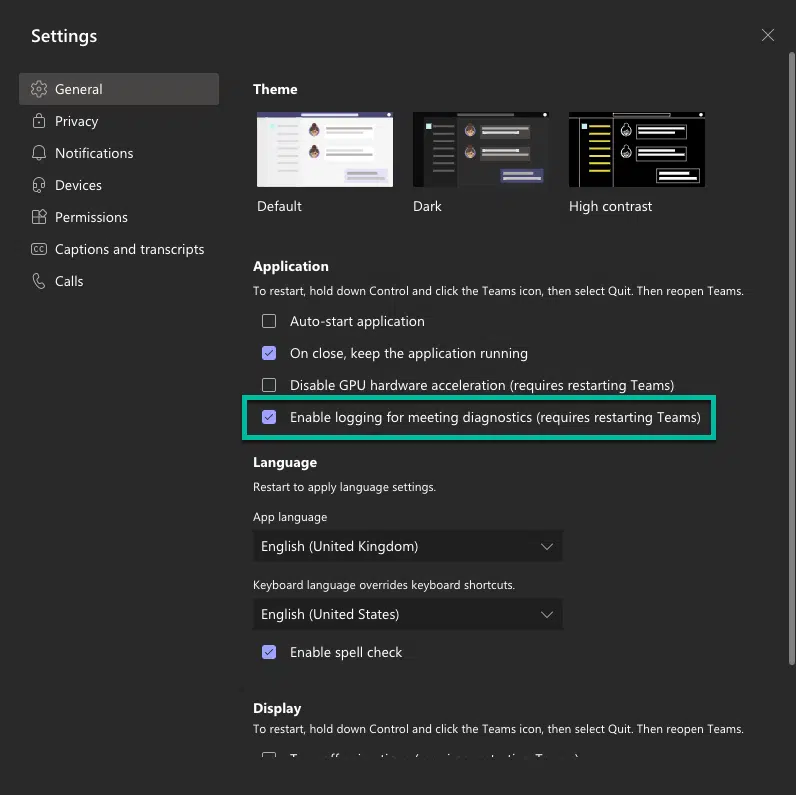 Settings
General
Privacy
Notifications
Devices
Permissions
Captions and transcripts
Calls
Theme
Default
Dark
High contrast
Application
To restart, hold down Control and click the Teams icon, then select Quit. Then reopen Teams.
Auto-start application
On close, keep the application running
Disable GPU hardware acceleration (requires restarting Teams)
Enable logging for meeting diagnostics (requires restarting Teams)
Language
Restart to apply language settings.
App language
English (United Kingdom)
Keyboard language overrides keyboard shortcuts.
English (United States)
Enable spell check
Display
To restart, hold down Control and click the Teams icon, then select Quit. Then reopen Teams.